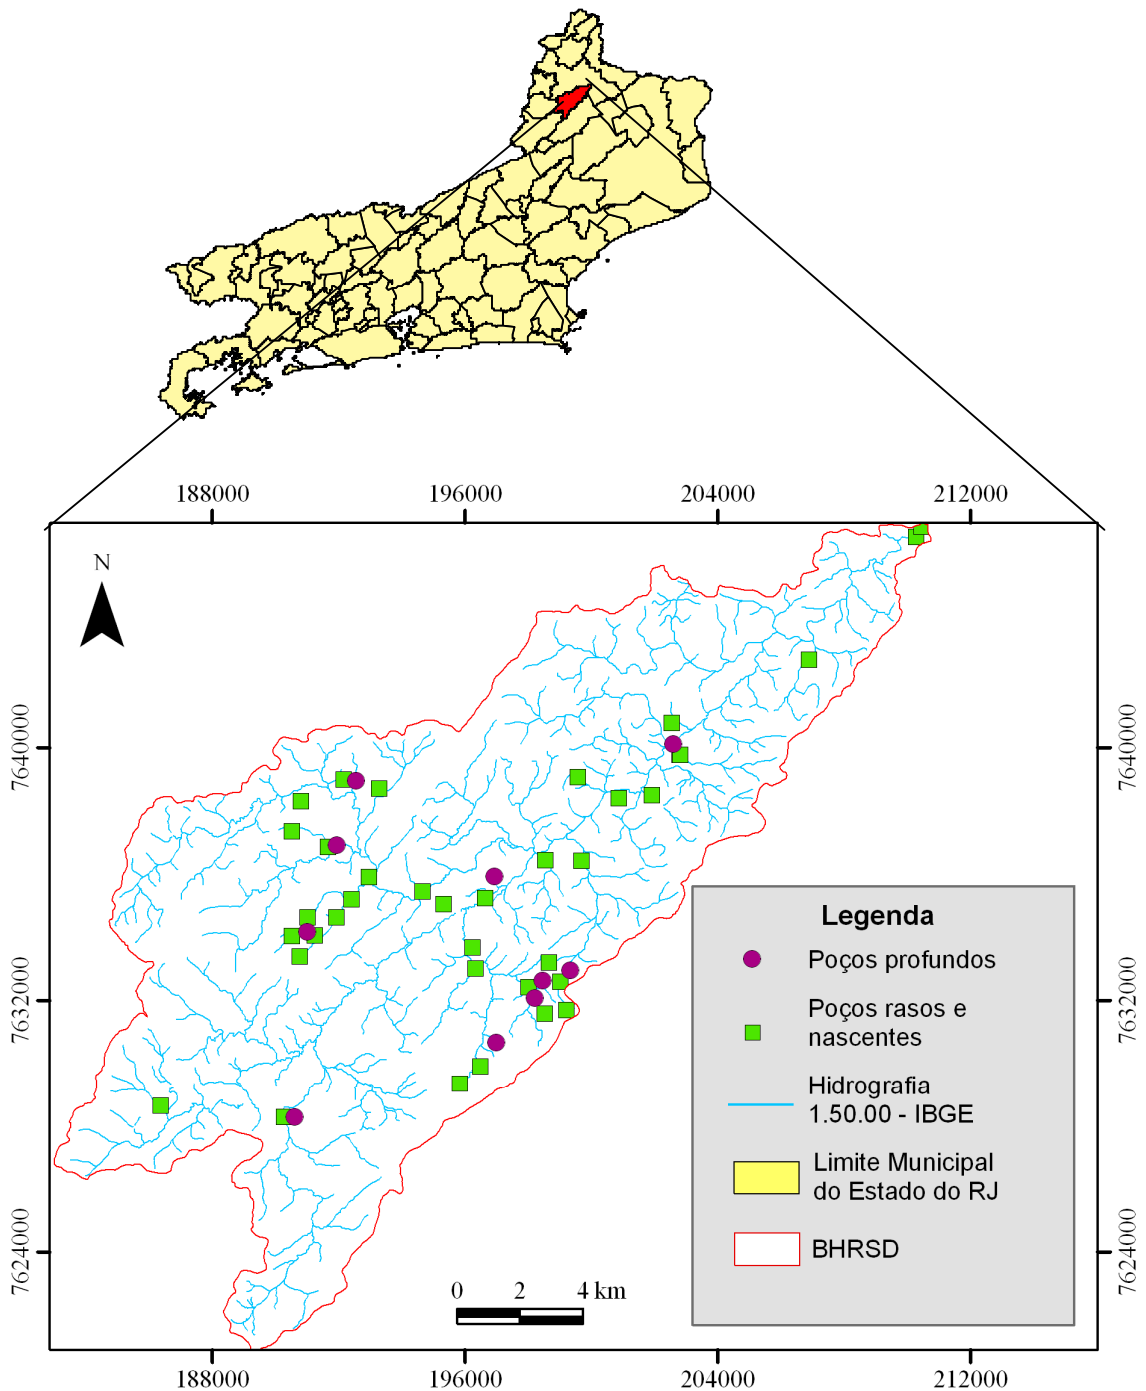 188000
196000
204000
212000
N
7640000
7640000
7632000
7632000
7624000
7624000
Legenda
Poços profundos
Poços rasos e
nascentes
Hidrografia
1.50.00 - IBGE
Limite Municipal
do Estado do RJ
BHRSD
0 2 4 km
188000
196000
204000
212000